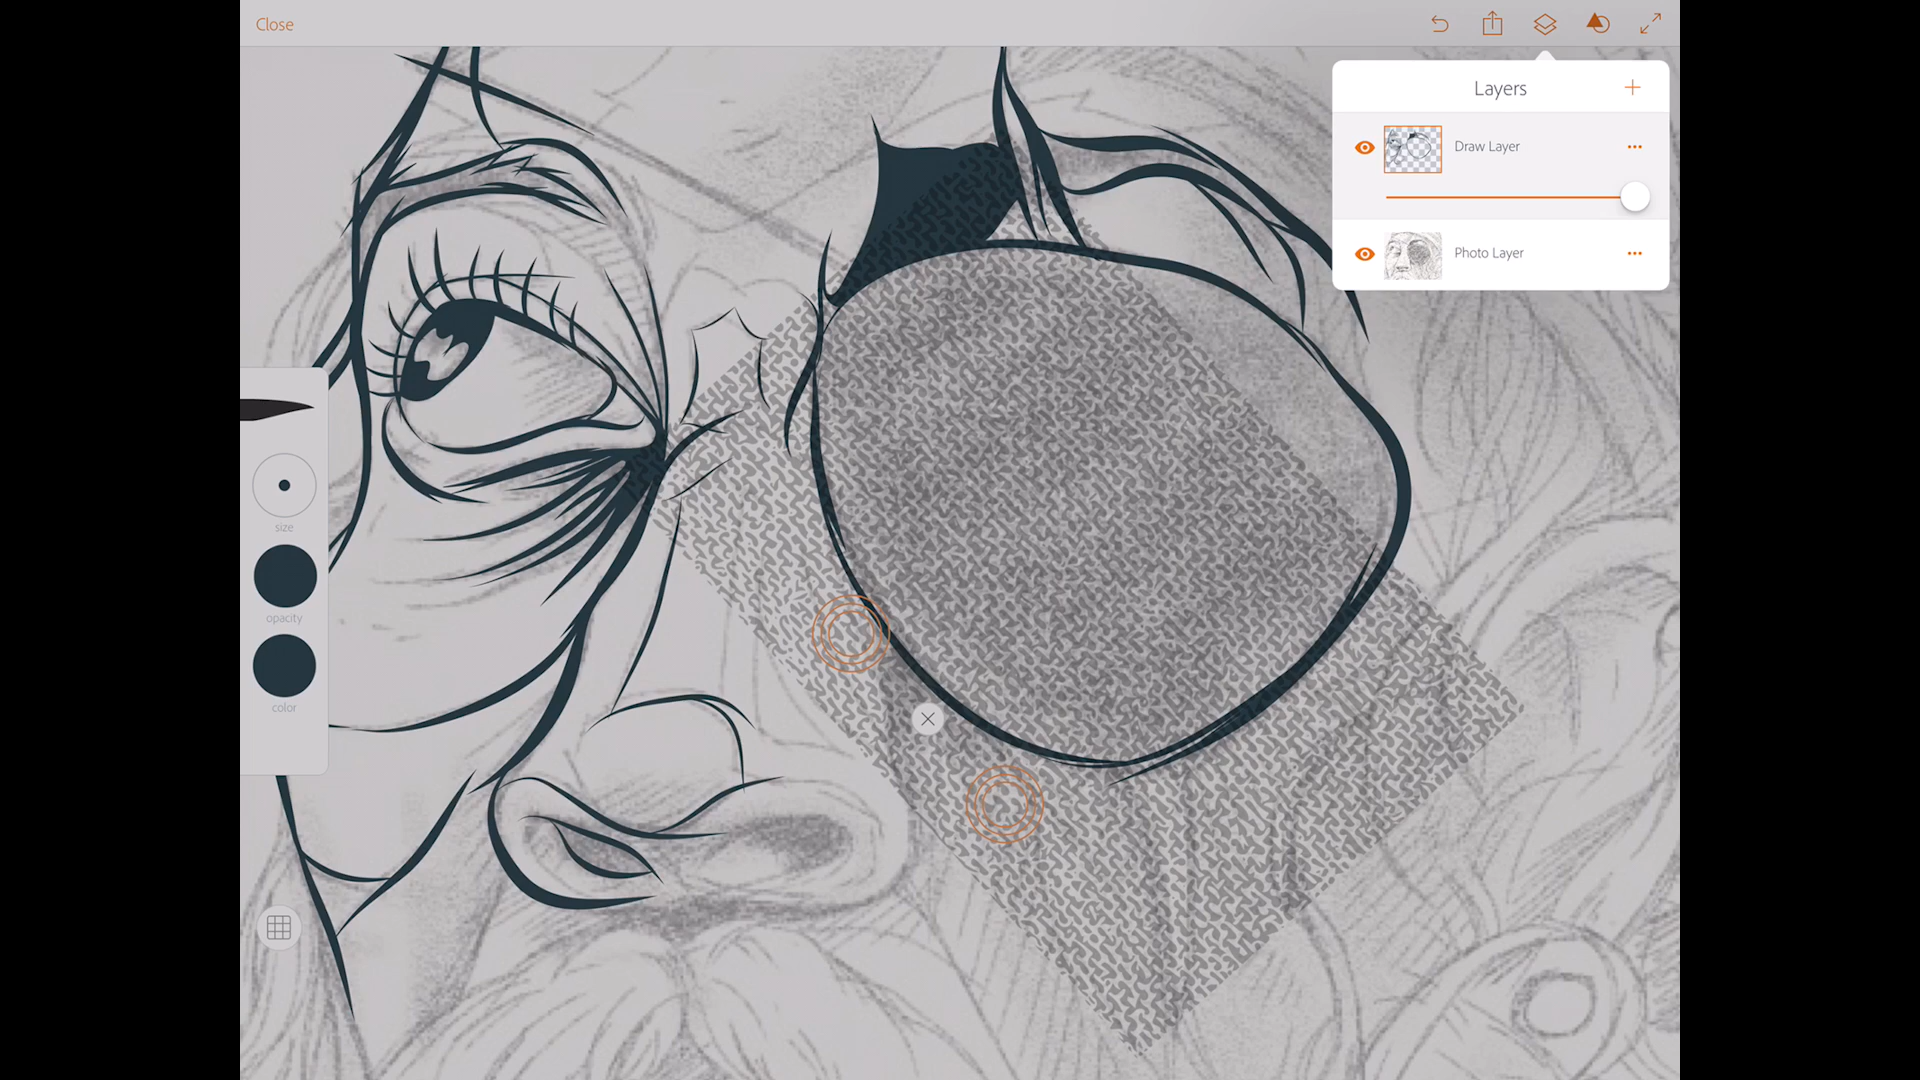 Close
Layers
Draw Layer
Photo Layer
size
opacity
color